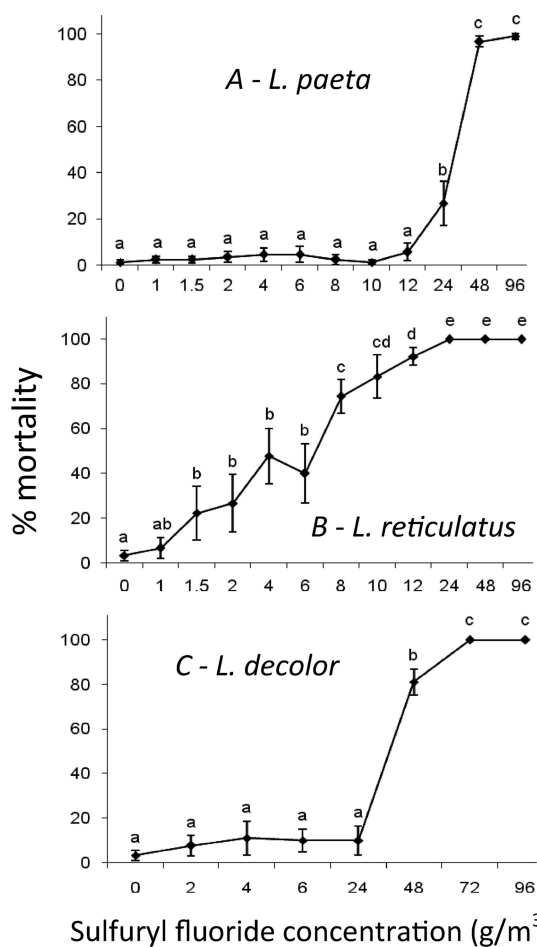 c c
100
A - L. paeta
80
60
40
b
20
a a a a a a a a a
0
0 1 1.5 2 4 6 8 10 12 24 48 96
e e e
d
cd
100
c
80
b
60
b
b
b
40
ab
20
a
B - L. reticulatus
0
0 1 1.5 2 4 6 8 10 12 24 48 96
% mortality
c c
100
C - L. decolor
b
80
60
40
20
a a a a a
0
0 2 4 6 24 48 72 96
Sulfuryl fluoride concentration (g/m³